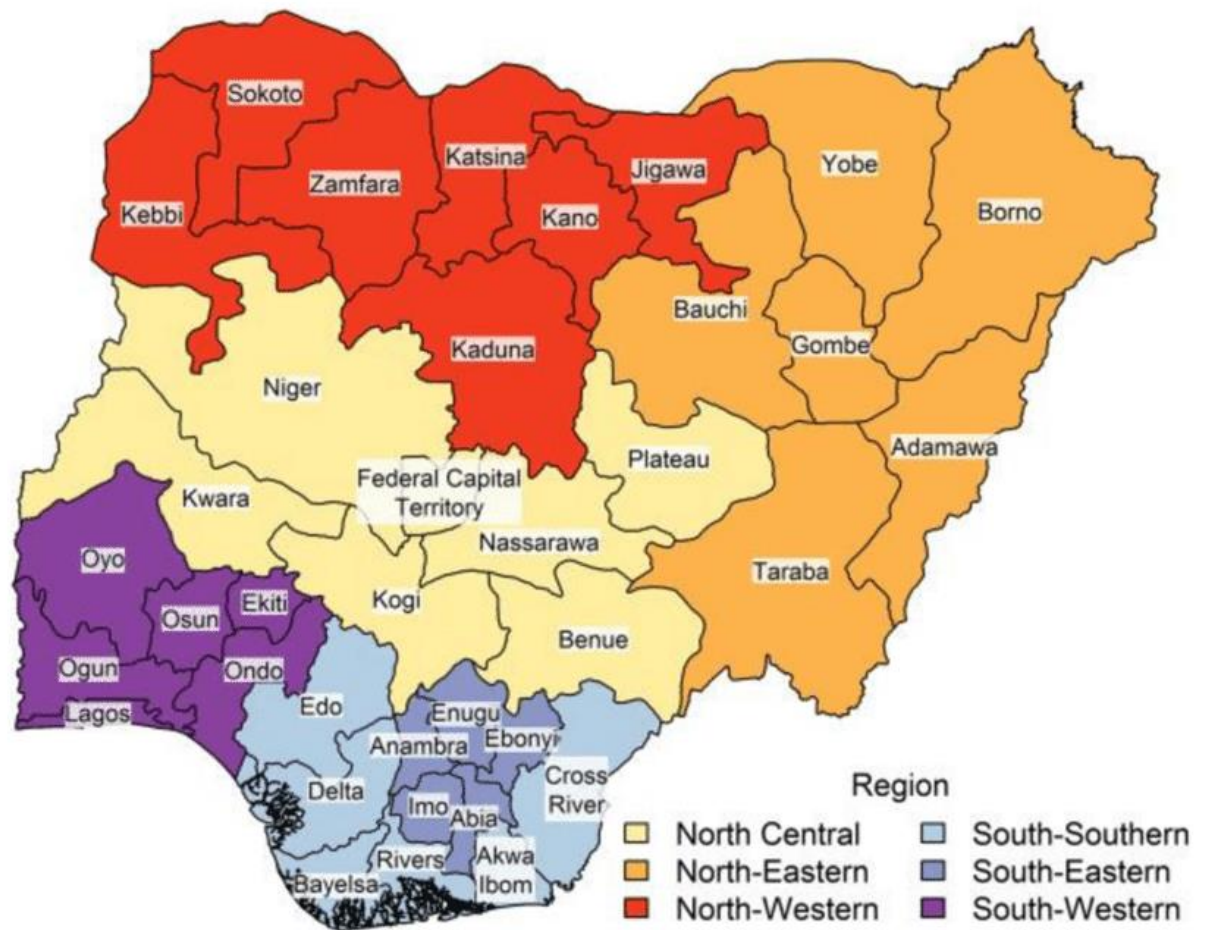 Sokoto
Katsina
Zamfara
Jigawa
Yobe
Kebbi
Kano
Borno
Bauchi
Kaduna
Gombe
Niger
Adamawa
Plateau
Federal Capital
Territory
Kwara
Nassarawa
Oyo
Taraba
Kogi
Ekiti
Osun
Benue
Ogun
Ondo
Lagos
Edo
Enugu
Ebonyi
Anambra
Cross
River
Delta
Imo
Abia
Rivers
Akwa
Ibom
Bayelsa
Region
North Central
North-Eastern
North-Western
South-Southern
South-Eastern
South-Western